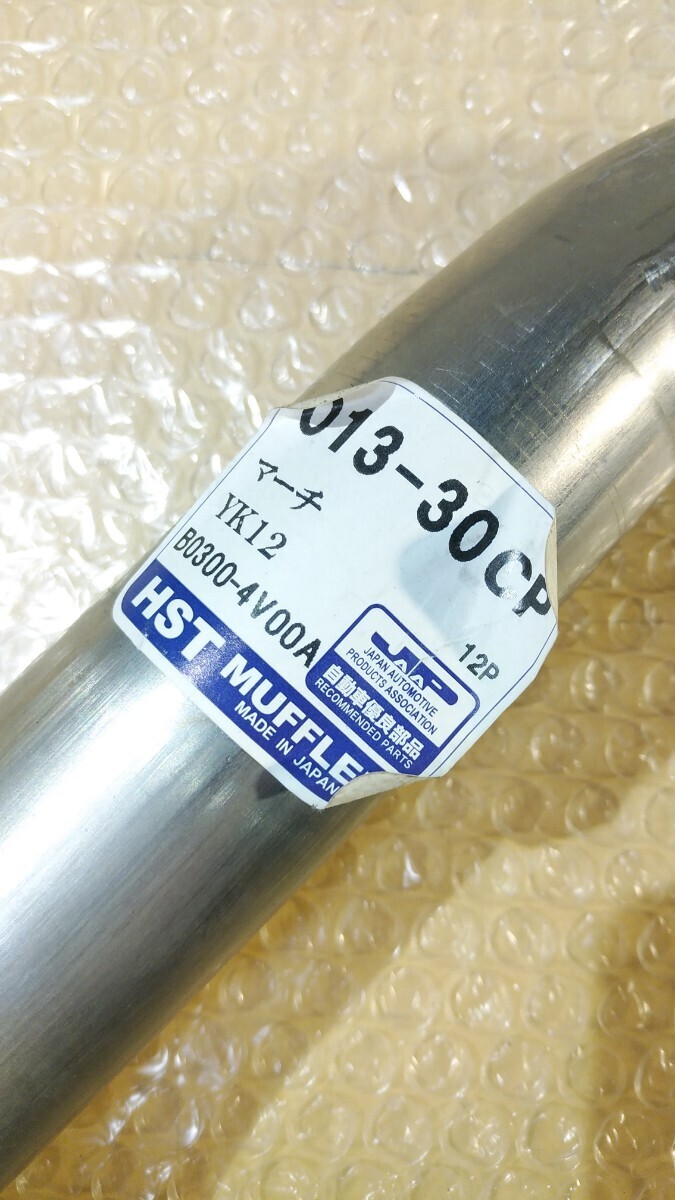 013-30CP
マーチ
YK12
B0300-4V00A
12P
JAAP
JAPAN AUTOMOTIVE
PRODUCTS ASSOCIATION
自動車優良部品
RECOMMENDED PARTS
HST MUFFLE
MADE IN JAPAN